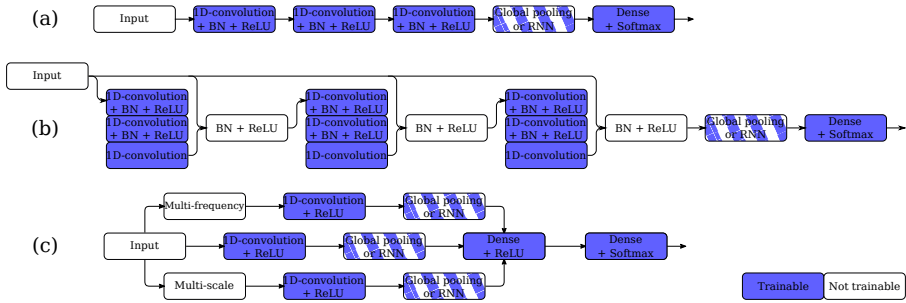 (a)
Input
1D-convolution
+ BN + ReLU
1D-convolution
+ BN + ReLU
1D-convolution
+ BN + ReLU
Global pooling
or RNN
Dense
+ Softmax
(b)
Input
1D-convolution
+ BN + ReLU
1D-convolution
+ BN + ReLU
1D-convolution
BN + ReLU
1D-convolution
+ BN + ReLU
1D-convolution
+ BN + ReLU
1D-convolution
BN + ReLU
1D-convolution
+ BN + ReLU
1D-convolution
+ BN + ReLU
1D-convolution
BN + ReLU
Global pooling
or RNN
Dense
+ Softmax
(c)
Multi-frequency
1D-convolution
+ ReLU
Global pooling
or RNN
Input
1D-convolution
+ ReLU
Global pooling
or RNN
Dense
+ ReLU
Dense
+ Softmax
Multi-scale
1D-convolution
+ ReLU
Global pooling
or RNN
Trainable
Not trainable